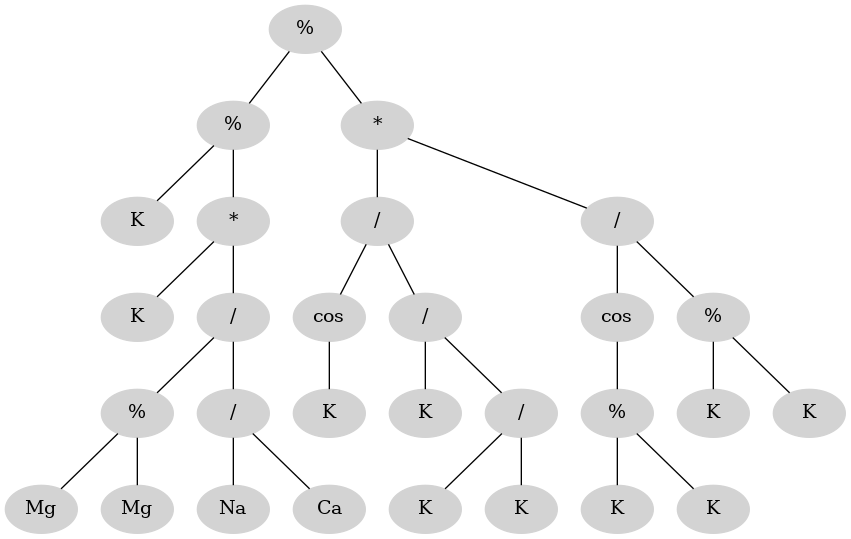 %
% *
K * / /
K / cos / cos %
% / K K / % K K
Mg Mg Na Ca K K K K